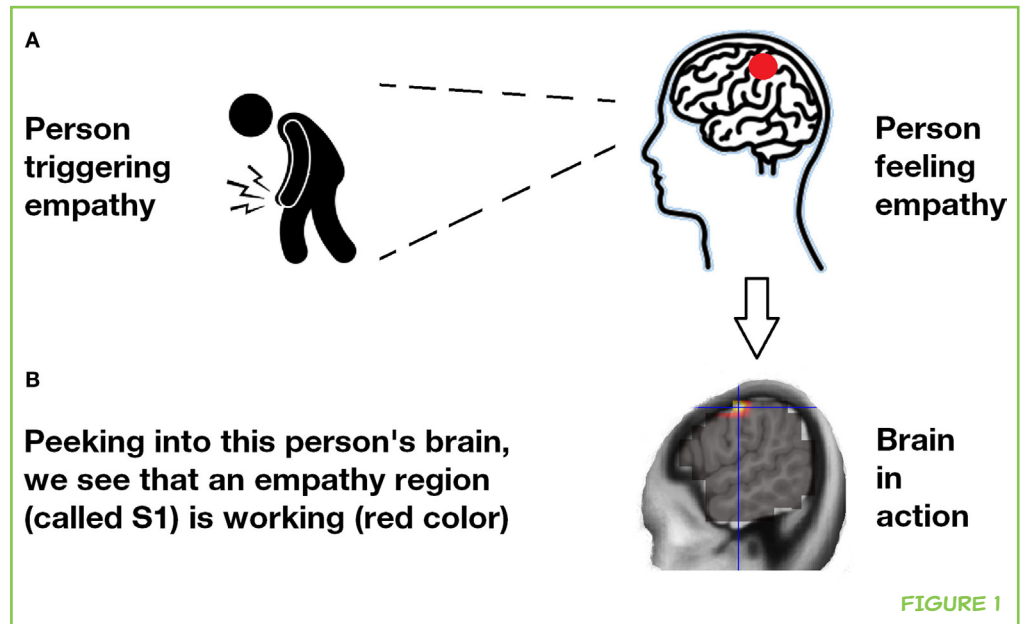 A
Person
triggering
empathy
Person
feeling
empathy
B
Peeking into this person's brain,
we see that an empathy region
(called S1) is working (red color)
Brain
in
action
FIGURE 1